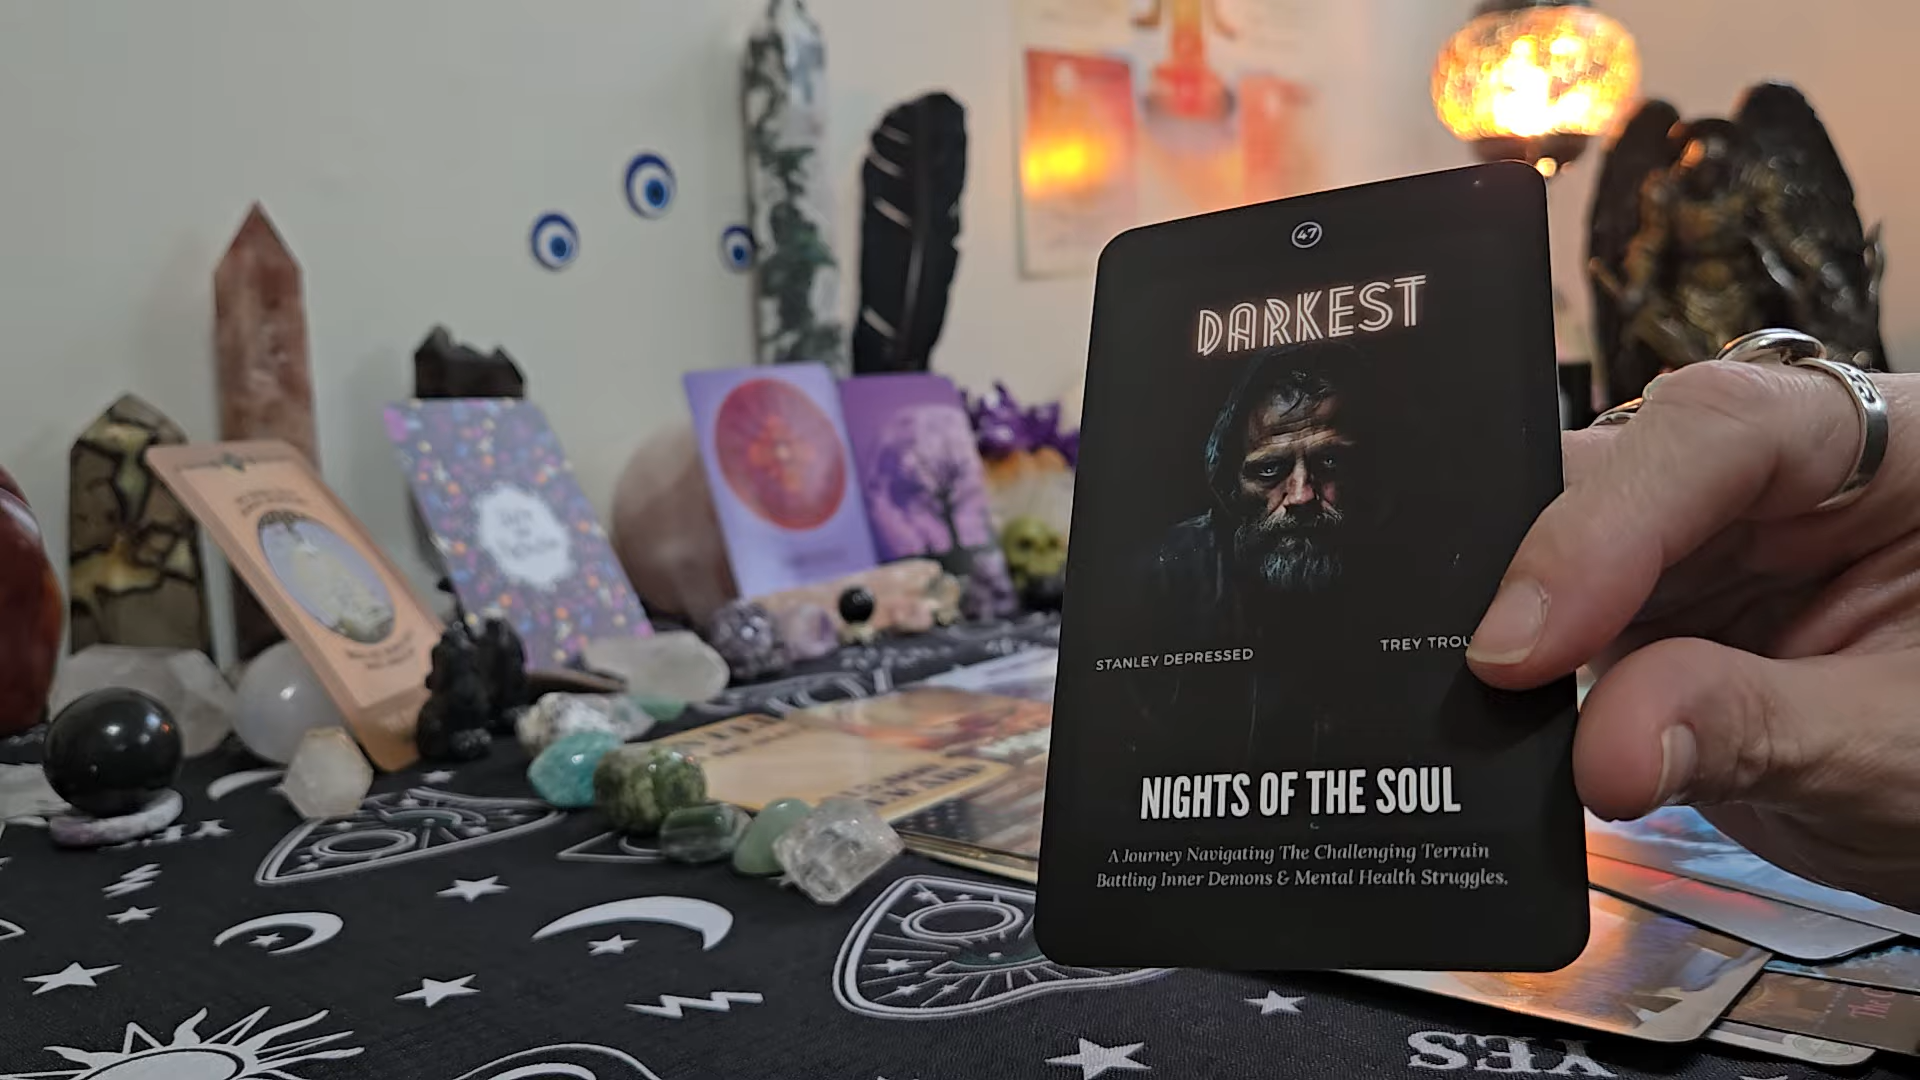 47
DARKEST
STANLEY DEPRESSED
TREY
NIGHTS OF THE SOUL
A Journey Navigating The Challenging Terrain
Battling Inner Demons & Mental Health Struggles.
YES